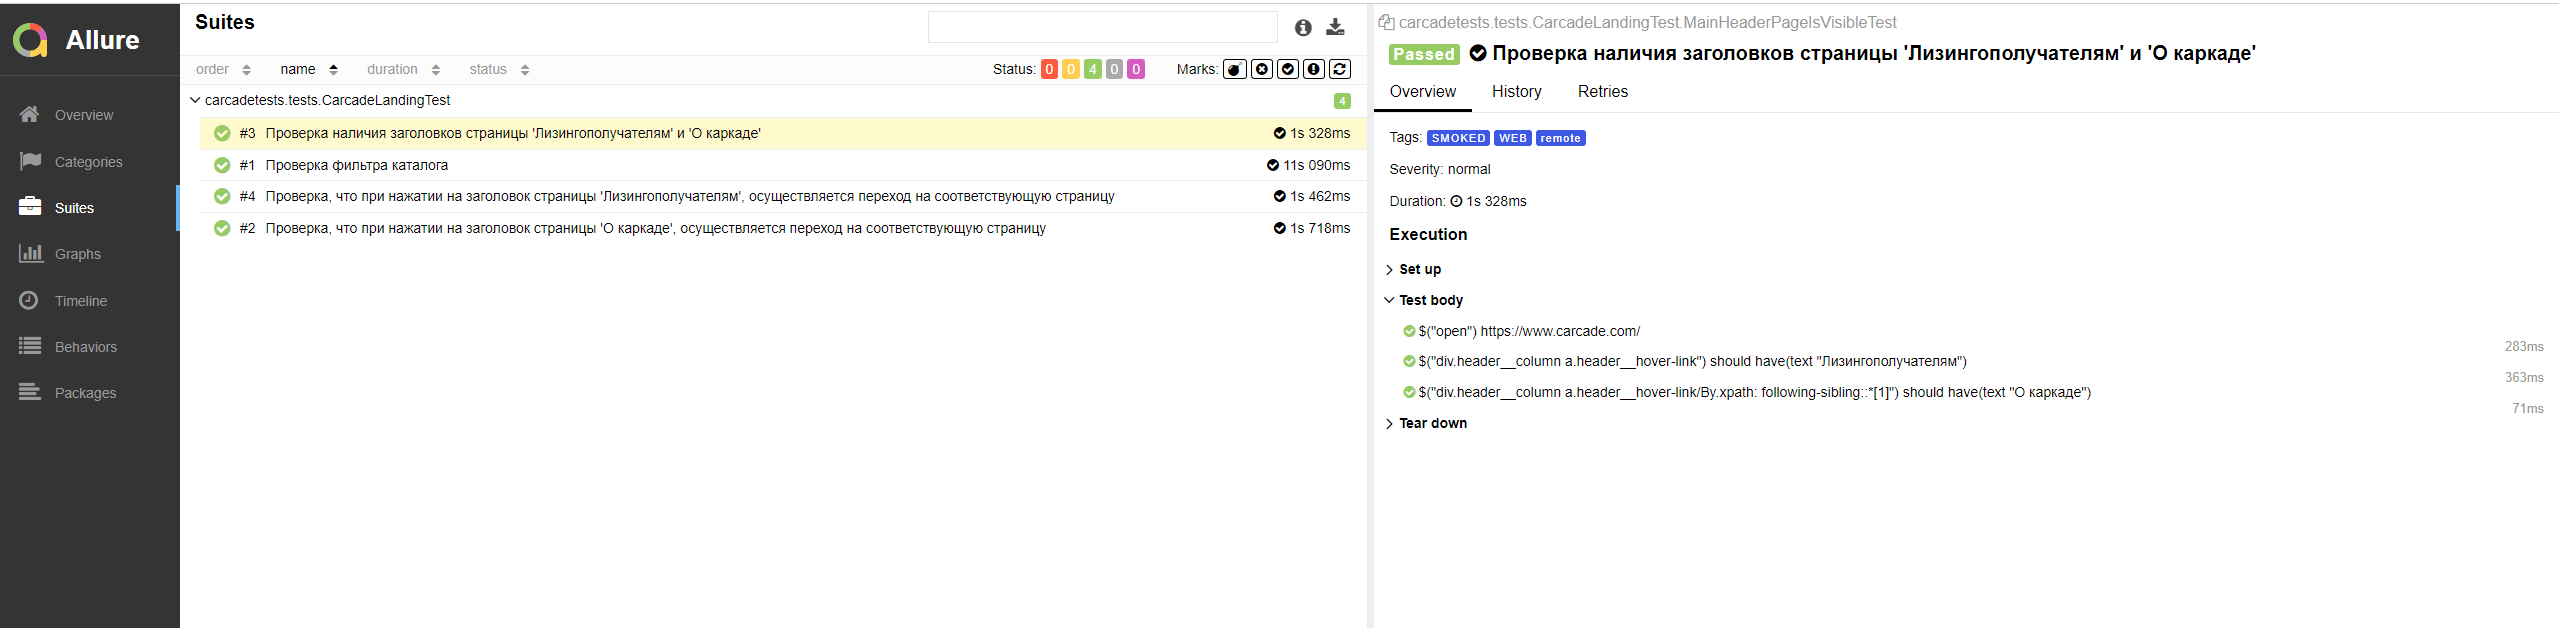 Allure
Overview
Categories
Suites
Graphs
Timeline
Behaviors
Packages
Suites
order name duration status Status: 0 0 4 0 0 Marks:
carcadetests.tests.CarcadeLandingTest 4
#3 Проверка наличия заголовков страницы 'Лизингополучателям' и 'О каркаде' 1s 328ms
#1 Проверка фильтра каталога 11s 090ms
#4 Проверка, что при нажатии на заголовок страницы 'Лизингополучателям', осуществляется переход на соответствующую страницу 1s 462ms
#2 Проверка, что при нажатии на заголовок страницы 'О каркаде', осуществляется переход на соответствующую страницу 1s 718ms
carcadetests.tests.CarcadeLandingTest.MainHeaderPageIsVisibleTest
Passed Проверка наличия заголовков страницы 'Лизингополучателям' и 'О каркаде'
Overview History Retries
Tags: SMOKED WEB remote
Severity: normal
Duration: 1s 328ms
Execution
Set up
Test body
$("open") https://www.carcade.com/
283ms
$("div.header__column a.header__hover-link") should have(text "Лизингополучателям")
363ms
$("div.header__column a.header__hover-link/By.xpath: following-sibling::*[1]") should have(text "О каркаде")
71ms
Tear down